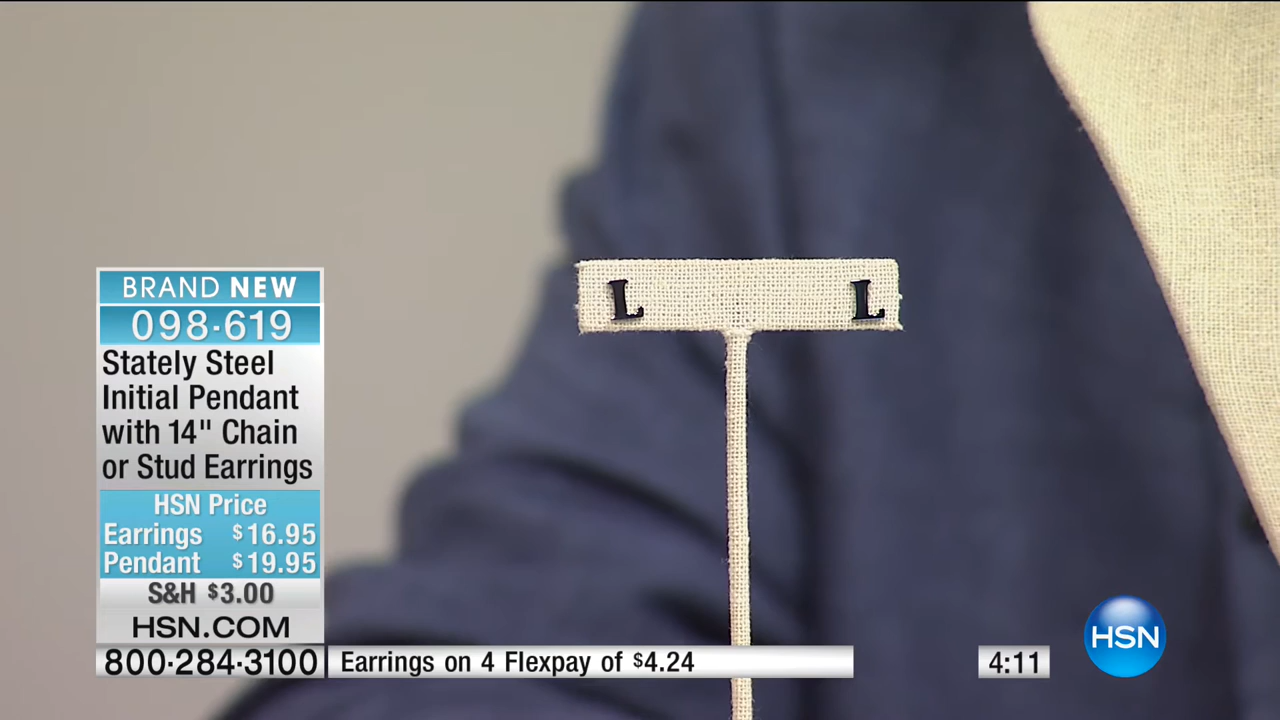 BRAND NEW
098·619
Stately Steel
Initial Pendant
with 14" Chain
or Stud Earrings
HSN Price
Earrings $16.95
Pendant $19.95
S&H $3.00
HSN.COM
800·284·3100
Earrings on 4 Flexpay of $4.24
4:11
HSN
L L